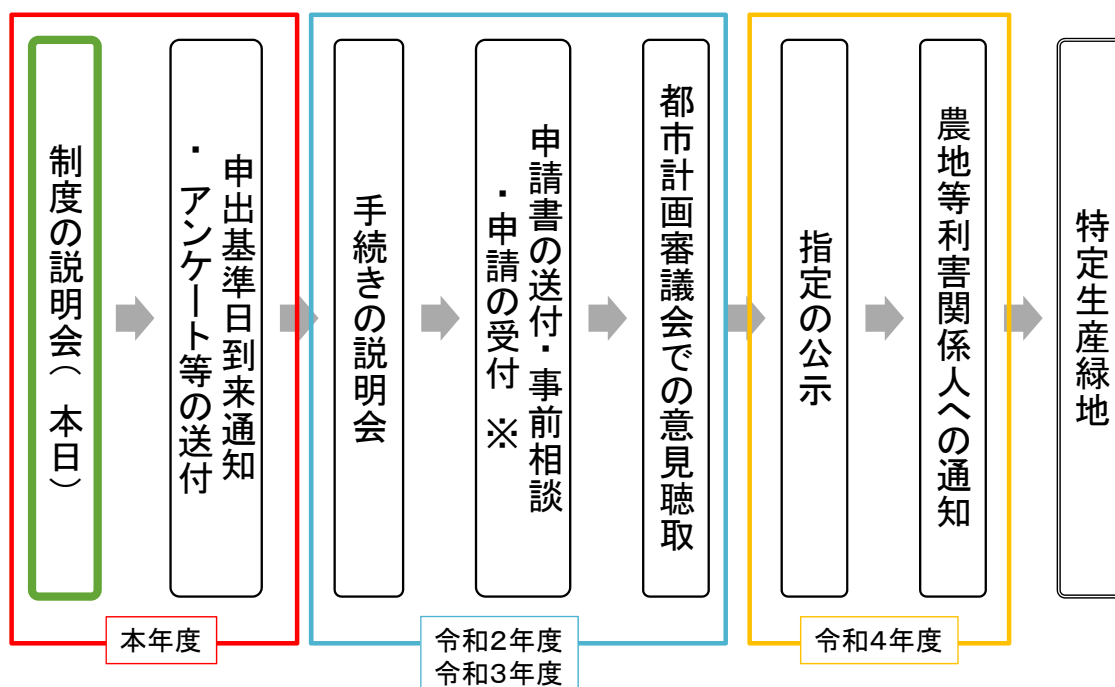 制度の説明会（ 本日）
申出基準日到来通知
・アンケート等の送付
手続きの説明会
申請書の送付・事前相談
・申請の受付 ※
都市計画審議会での意見聴取
指定の公示
農地等利害関係人への通知
特定生産緑地
本年度
令和２年度
令和３年度
令和４年度